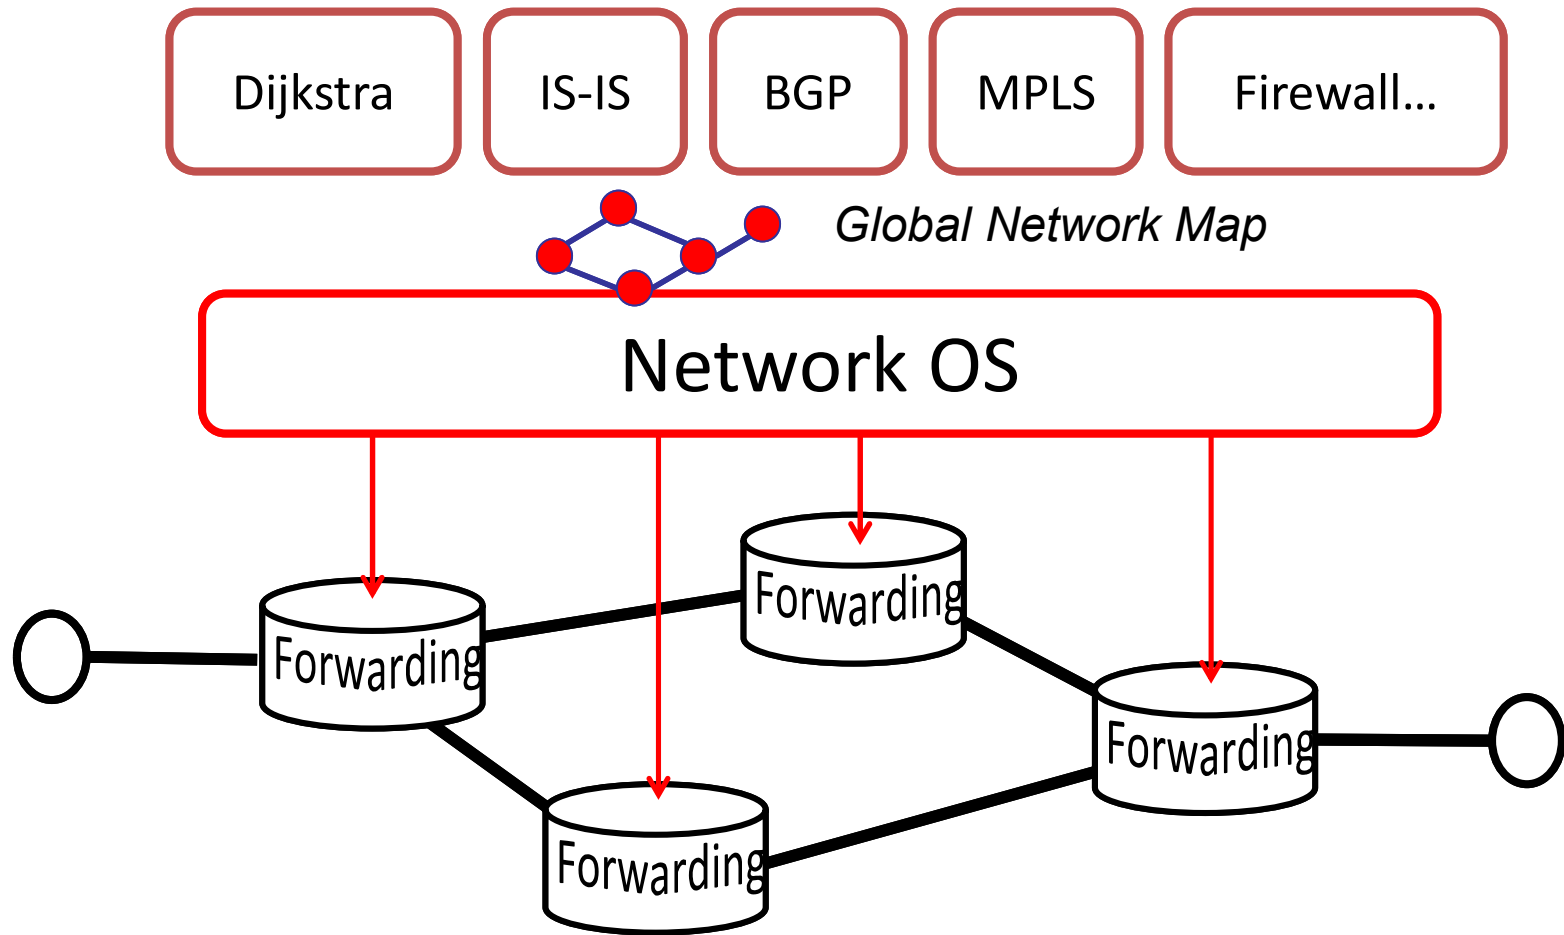 Dijkstra
IS-IS
BGP
MPLS
Firewall…
Global Network Map
Network OS
Forwarding
Forwarding
Forwarding
Forwarding